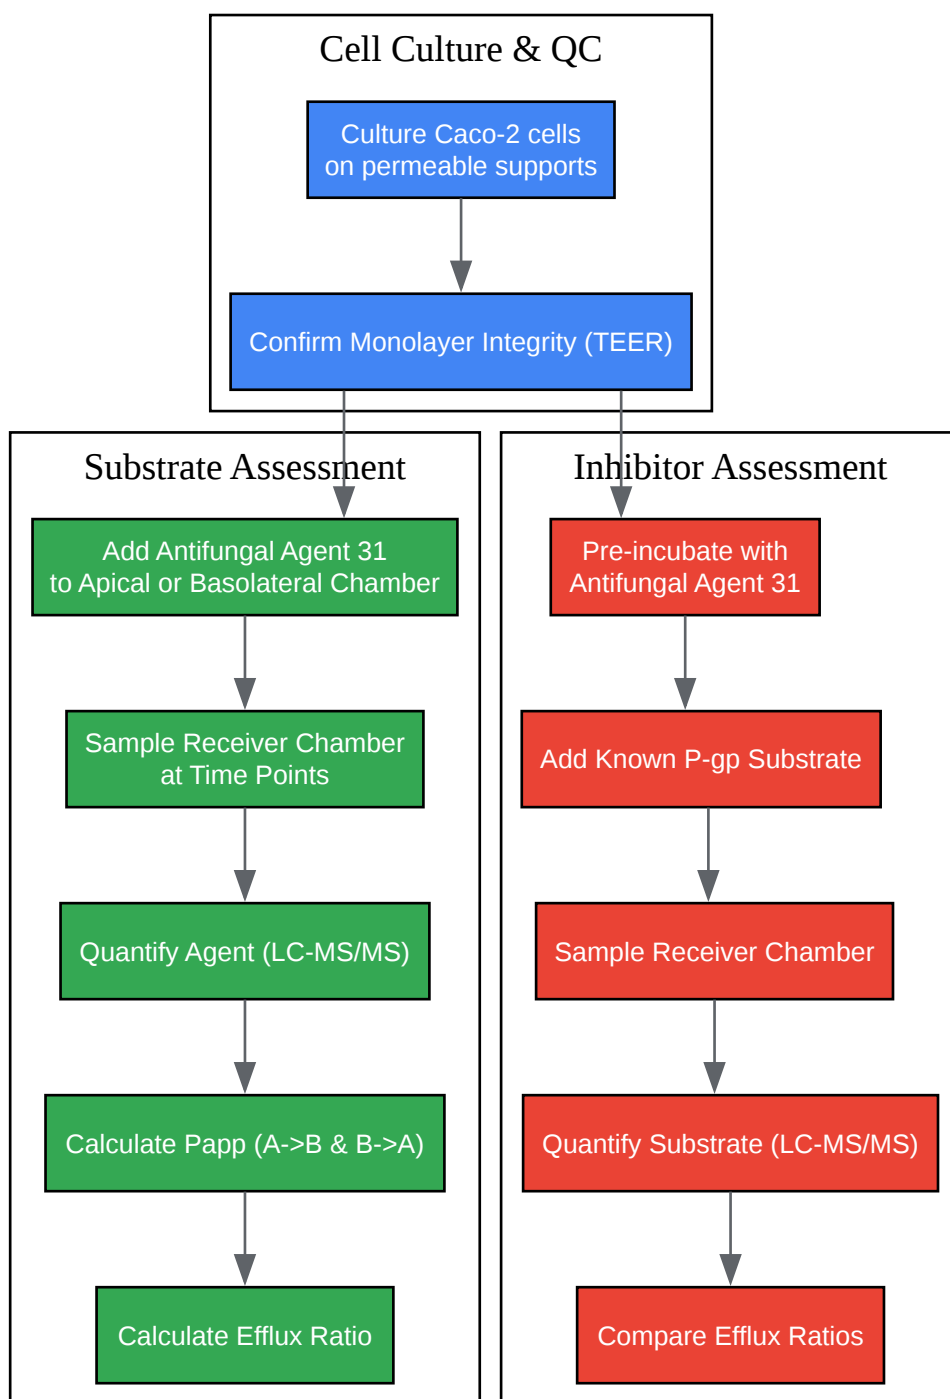 Cell Culture & QC
Culture Caco-2 cells
on permeable supports
Confirm Monolayer Integrity (TEER)
Substrate Assessment
Add Antifungal Agent 31
to Apical or Basolateral Chamber
Sample Receiver Chamber
at Time Points
Quantify Agent (LC-MS/MS)
Calculate Papp (A->B & B->A)
Calculate Efflux Ratio
Inhibitor Assessment
Pre-incubate with
Antifungal Agent 31
Add Known P-gp Substrate
Sample Receiver Chamber
Quantify Substrate (LC-MS/MS)
Compare Efflux Ratios